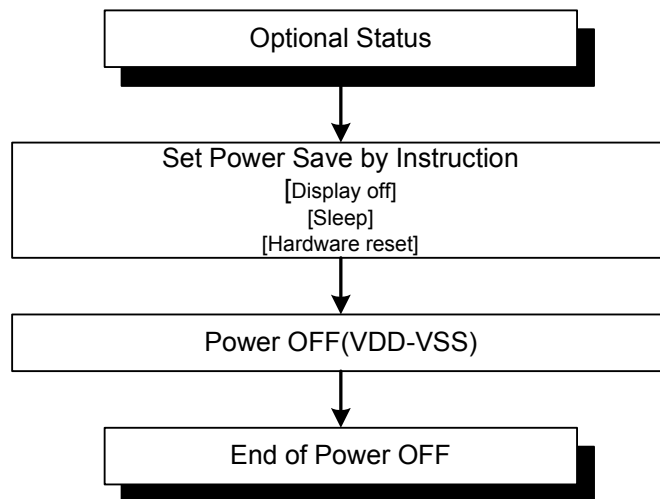 Optional Status
Set Power Save by Instruction
[Display off]
[Sleep]
[Hardware reset]
Power OFF(VDD-VSS)
End of Power OFF